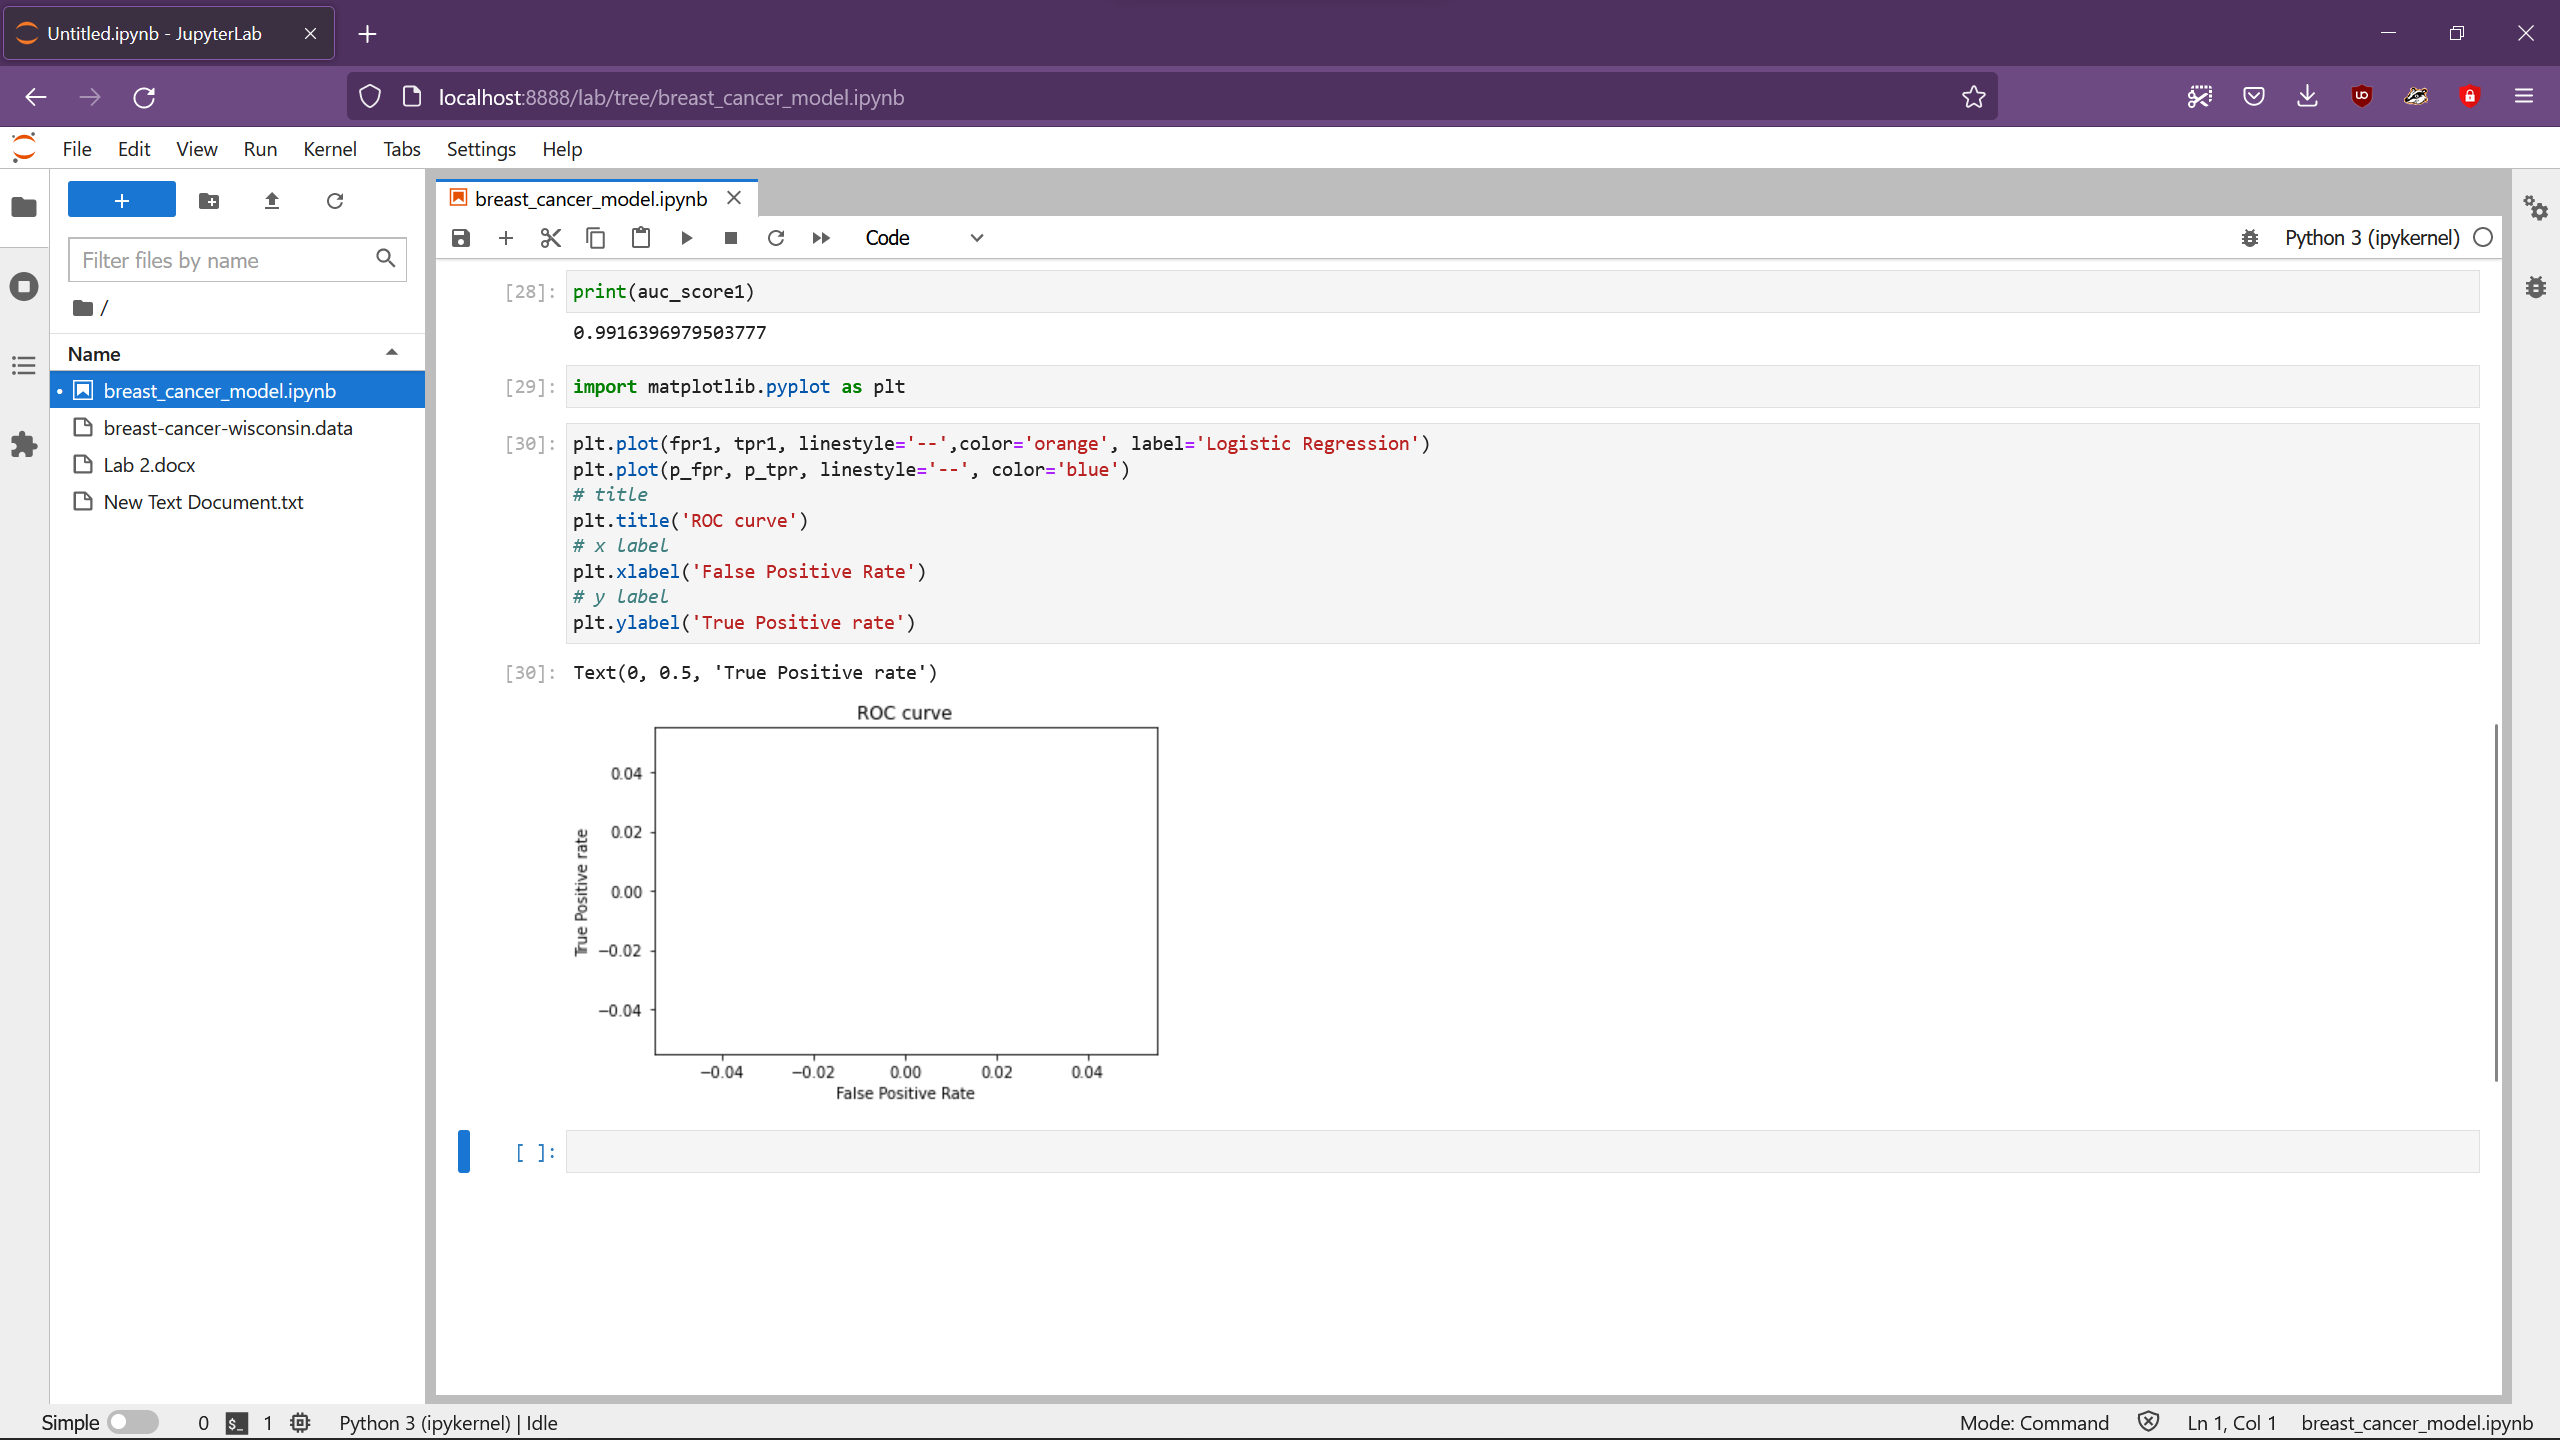 Untitled.ipynb - JupyterLab
localhost:8888/lab/tree/breast_cancer_model.ipynb
File Edit View Run Kernel Tabs Settings Help
breast_cancer_model.ipynb
Code
Python 3 (ipykernel)
Filter files by name
/
Name
breast_cancer_model.ipynb
breast-cancer-wisconsin.data
Lab 2.docx
New Text Document.txt
[28]: print(auc_score1)
0.9916396979503777
[29]: import matplotlib.pyplot as plt
[30]: plt.plot(fpr1, tpr1, linestyle='--',color='orange', label='Logistic Regression')
plt.plot(p_fpr, p_tpr, linestyle='--', color='blue')
# title
plt.title('ROC curve')
# x label
plt.xlabel('False Positive Rate')
# y label
plt.ylabel('True Positive rate')
[30]: Text(0, 0.5, 'True Positive rate')
ROC curve
True Positive rate
0.04
0.02
0.00
−0.02
−0.04
−0.04 −0.02 0.00 0.02 0.04
False Positive Rate
[ ]:
Simple 0 $_ 1 Python 3 (ipykernel) | Idle Mode: Command Ln 1, Col 1 breast_cancer_model.ipynb